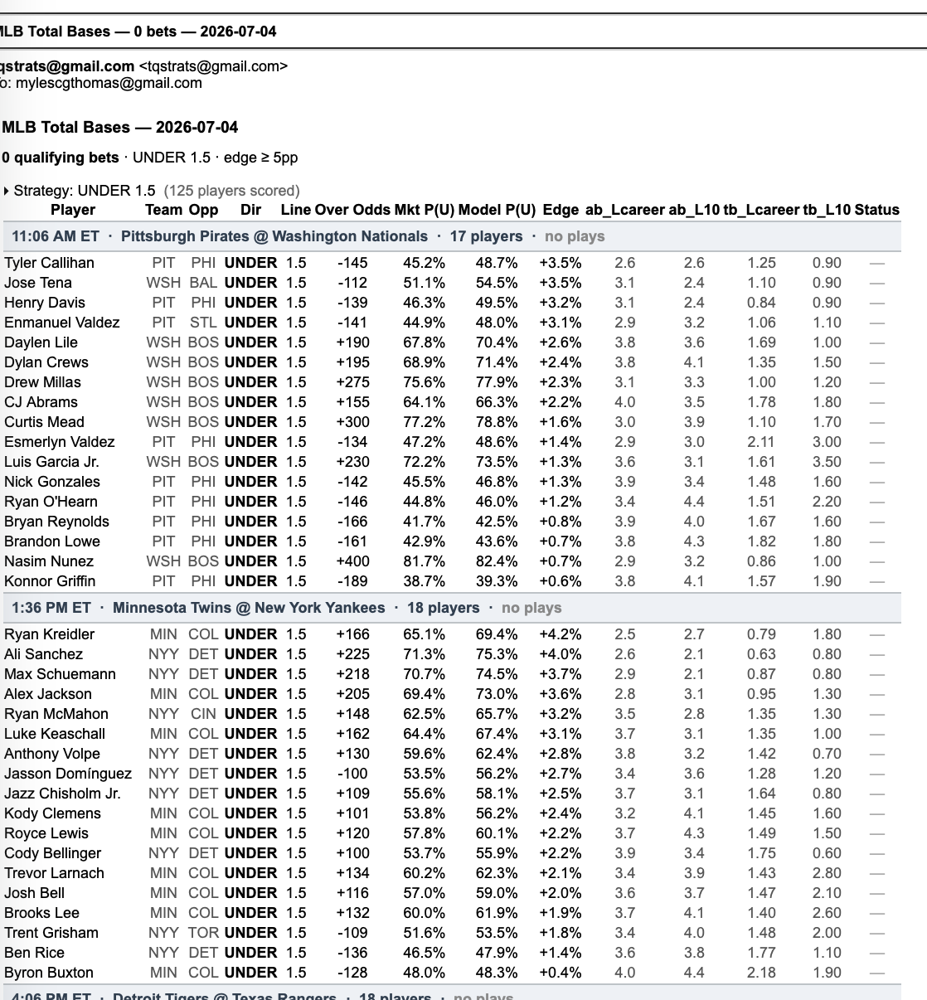 MLB Total Bases — 0 bets — 2026-07-04
qstrats@gmail.com <tqstrats@gmail.com>
To: mylescgthomas@gmail.com
MLB Total Bases — 2026-07-04
0 qualifying bets · UNDER 1.5 · edge ≥ 5pp
Strategy: UNDER 1.5 (125 players scored)
Player Team Opp Dir Line Over Odds Mkt P(U) Model P(U) Edge ab_Lcareer ab_L10 tb_Lcareer tb_L10 Status
11:06 AM ET · Pittsburgh Pirates @ Washington Nationals · 17 players · no plays
Tyler Callihan PIT PHI UNDER 1.5 -145 45.2% 48.7% +3.5% 2.6 2.6 1.25 0.90 —
Jose Tena WSH BAL UNDER 1.5 -112 51.1% 54.5% +3.5% 3.1 2.4 1.10 0.90 —
Henry Davis PIT PHI UNDER 1.5 -139 46.3% 49.5% +3.2% 3.1 2.4 0.84 0.90 —
Enmanuel Valdez PIT STL UNDER 1.5 -141 44.9% 48.0% +3.1% 2.9 3.2 1.06 1.10 —
Daylen Lile WSH BOS UNDER 1.5 +190 67.8% 70.4% +2.6% 3.8 3.6 1.69 1.00 —
Dylan Crews WSH BOS UNDER 1.5 +195 68.9% 71.4% +2.4% 3.8 4.1 1.35 1.50 —
Drew Millas WSH BOS UNDER 1.5 +275 75.6% 77.9% +2.3% 3.1 3.3 1.00 1.20 —
CJ Abrams WSH BOS UNDER 1.5 +155 64.1% 66.3% +2.2% 4.0 3.5 1.78 1.80 —
Curtis Mead WSH BOS UNDER 1.5 +300 77.2% 78.8% +1.6% 3.0 3.9 1.10 1.70 —
Esmerlyn Valdez PIT PHI UNDER 1.5 -134 47.2% 48.6% +1.4% 2.9 3.0 2.11 3.00 —
Luis Garcia Jr. WSH BOS UNDER 1.5 +230 72.2% 73.5% +1.3% 3.6 3.1 1.61 3.50 —
Nick Gonzales PIT PHI UNDER 1.5 -142 45.5% 46.8% +1.3% 3.9 3.4 1.48 1.60 —
Ryan O'Hearn PIT PHI UNDER 1.5 -146 44.8% 46.0% +1.2% 3.4 4.4 1.51 2.20 —
Bryan Reynolds PIT PHI UNDER 1.5 -166 41.7% 42.5% +0.8% 3.9 4.0 1.67 1.60 —
Brandon Lowe PIT PHI UNDER 1.5 -161 42.9% 43.6% +0.7% 3.8 4.3 1.82 1.80 —
Nasim Nunez WSH BOS UNDER 1.5 +400 81.7% 82.4% +0.7% 2.9 3.2 0.86 1.00 —
Konnor Griffin PIT PHI UNDER 1.5 -189 38.7% 39.3% +0.6% 3.8 4.1 1.57 1.90 —
1:36 PM ET · Minnesota Twins @ New York Yankees · 18 players · no plays
Ryan Kreidler MIN COL UNDER 1.5 +166 65.1% 69.4% +4.2% 2.5 2.7 0.79 1.80 —
Ali Sanchez NYY DET UNDER 1.5 +225 71.3% 75.3% +4.0% 2.6 2.1 0.63 0.80 —
Max Schuemann NYY DET UNDER 1.5 +218 70.7% 74.5% +3.7% 2.9 2.1 0.87 0.80 —
Alex Jackson MIN COL UNDER 1.5 +205 69.4% 73.0% +3.6% 2.8 3.1 0.95 1.30 —
Ryan McMahon NYY CIN UNDER 1.5 +148 62.5% 65.7% +3.2% 3.5 2.8 1.35 1.30 —
Luke Keaschall MIN COL UNDER 1.5 +162 64.4% 67.4% +3.1% 3.7 3.1 1.35 1.00 —
Anthony Volpe NYY DET UNDER 1.5 +130 59.6% 62.4% +2.8% 3.8 3.2 1.42 0.70 —
Jasson Domínguez NYY DET UNDER 1.5 -100 53.5% 56.2% +2.7% 3.4 3.6 1.28 1.20 —
Jazz Chisholm Jr. NYY DET UNDER 1.5 +109 55.6% 58.1% +2.5% 3.7 3.1 1.64 0.80 —
Kody Clemens MIN COL UNDER 1.5 +101 53.8% 56.2% +2.4% 3.2 4.1 1.45 1.60 —
Royce Lewis MIN COL UNDER 1.5 +120 57.8% 60.1% +2.2% 3.7 4.3 1.49 1.50 —
Cody Bellinger NYY DET UNDER 1.5 +100 53.7% 55.9% +2.2% 3.9 3.4 1.75 0.60 —
Trevor Larnach MIN COL UNDER 1.5 +134 60.2% 62.3% +2.1% 3.4 3.9 1.43 2.80 —
Josh Bell MIN COL UNDER 1.5 +116 57.0% 59.0% +2.0% 3.6 3.7 1.47 2.10 —
Brooks Lee MIN COL UNDER 1.5 +132 60.0% 61.9% +1.9% 3.7 4.1 1.40 2.60 —
Trent Grisham NYY TOR UNDER 1.5 -109 51.6% 53.5% +1.8% 3.4 4.0 1.48 2.00 —
Ben Rice NYY DET UNDER 1.5 -136 46.5% 47.9% +1.4% 3.6 3.8 1.77 1.10 —
Byron Buxton MIN COL UNDER 1.5 -128 48.0% 48.3% +0.4% 4.0 4.4 2.18 1.90 —
4:06 PM ET · Detroit Tigers @ Texas Rangers · 18 players · no plays